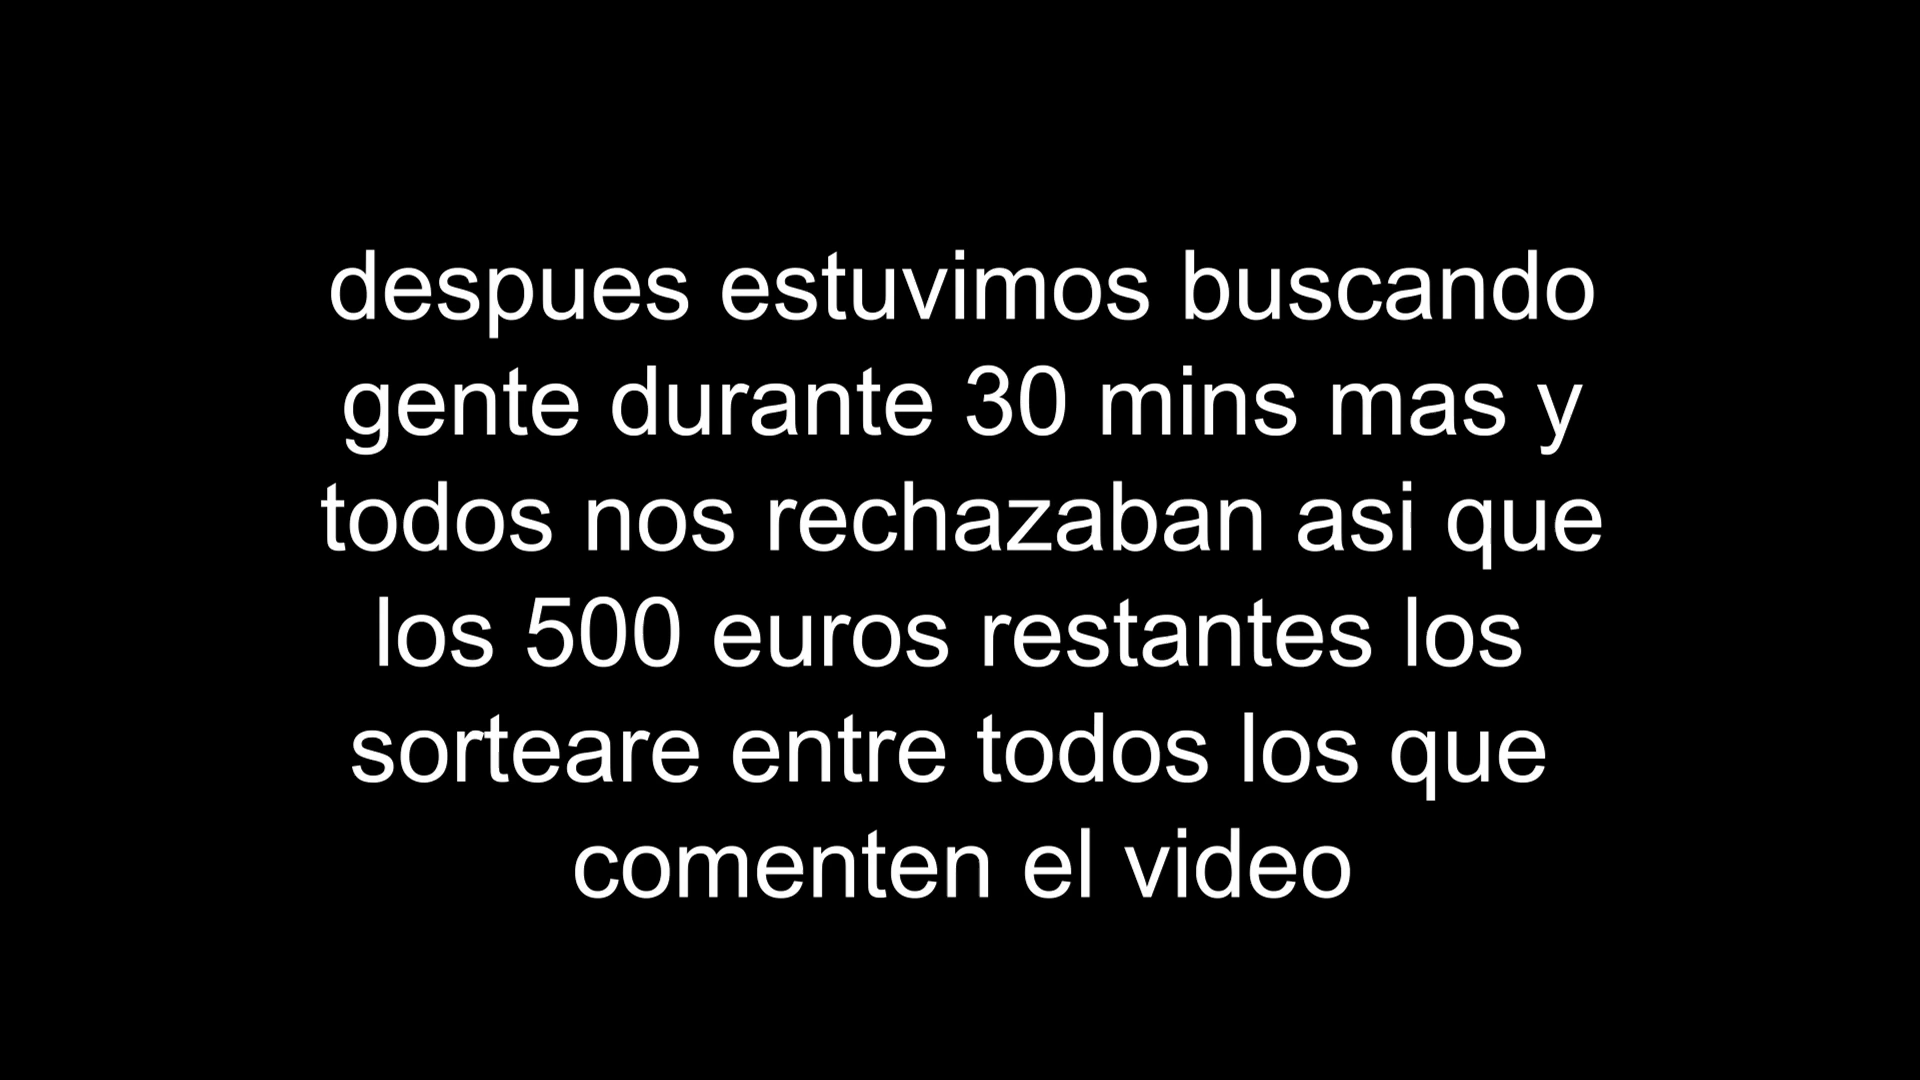 despues estuvimos buscando
gente durante 30 mins mas y
todos nos rechazaban asi que
los 500 euros restantes los
sorteare entre todos los que
comenten el video